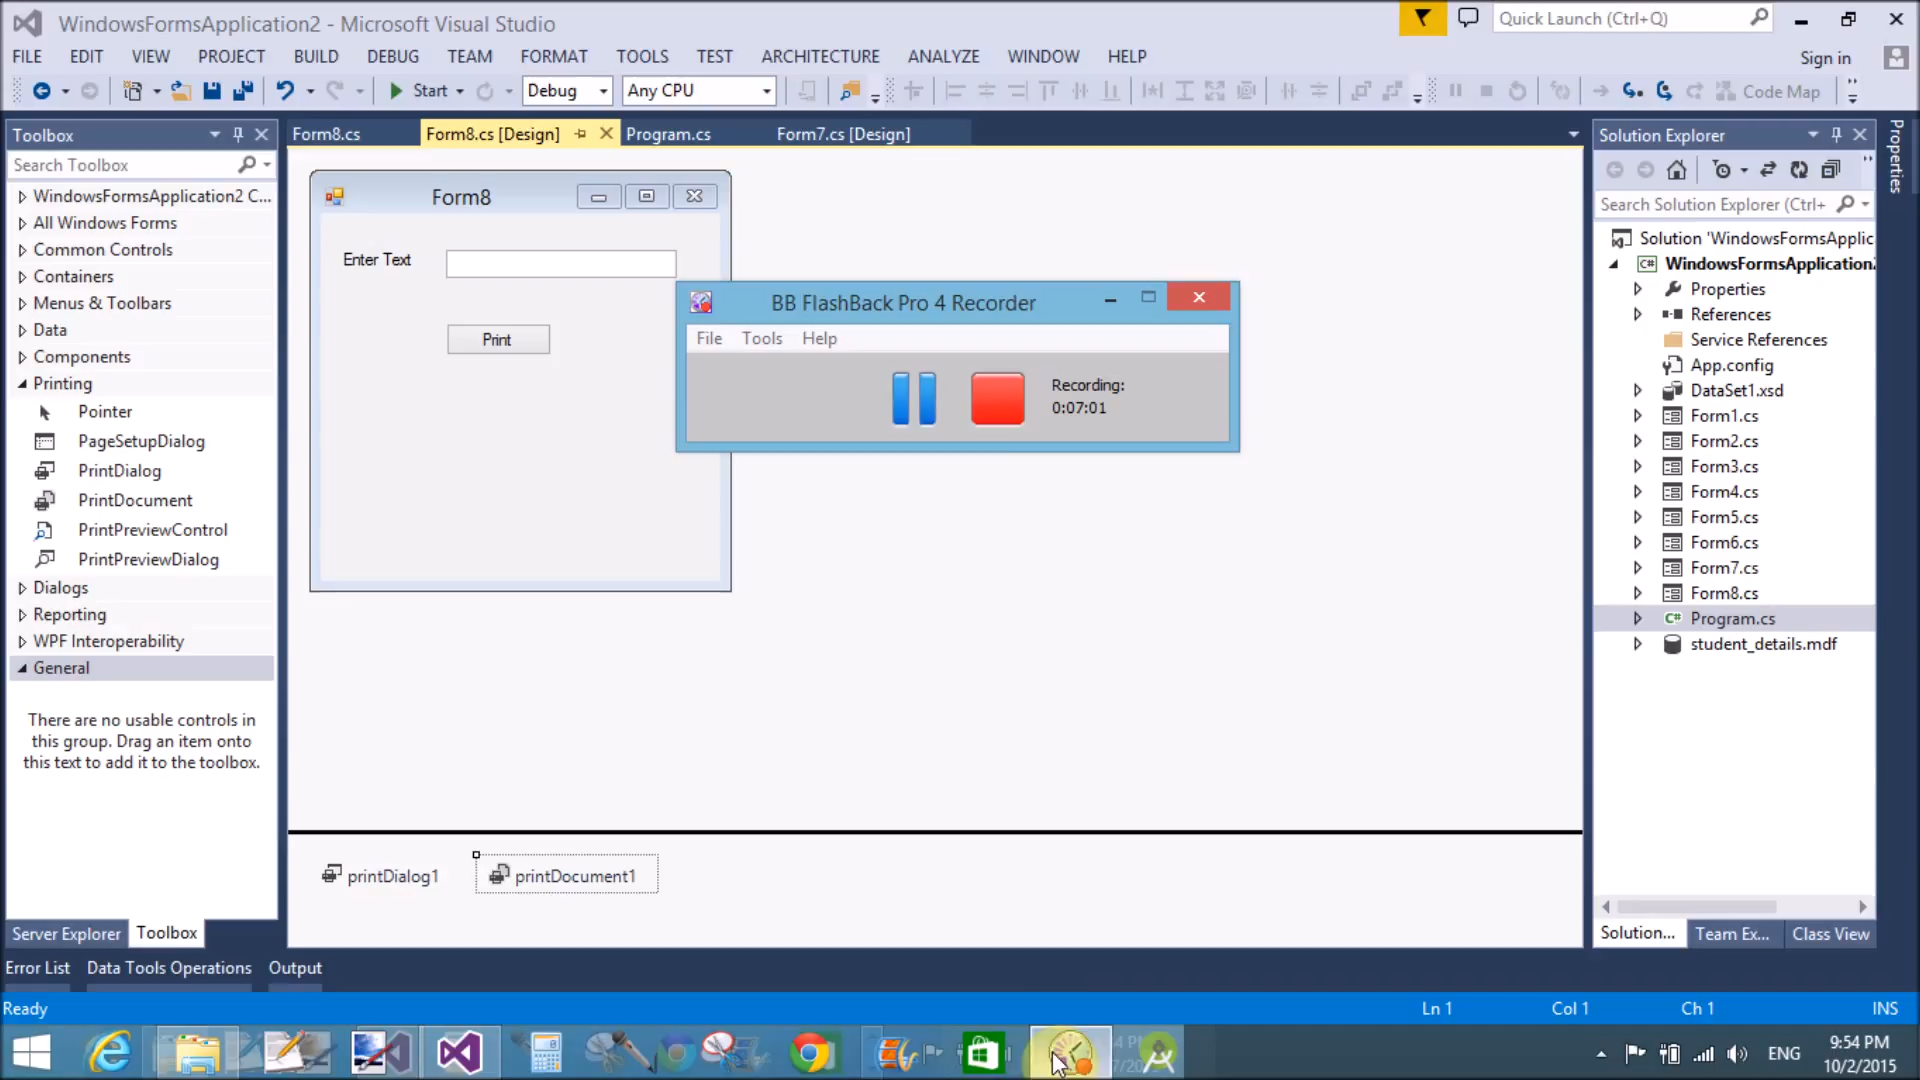 WindowsFormsApplication2 - Microsoft Visual Studio
Quick Launch (Ctrl+Q)
FILE EDIT VIEW PROJECT BUILD DEBUG TEAM FORMAT TOOLS TEST ARCHITECTURE ANALYZE WINDOW HELP
Sign in
Start Debug Any CPU Code Map
Toolbox
Form8.cs Form8.cs [Design] Program.cs Form7.cs [Design]
Solution Explorer
Properties
Search Toolbox
Search Solution Explorer (Ctrl+
WindowsFormsApplication2 C...
All Windows Forms
Common Controls
Containers
Menus & Toolbars
Data
Components
Printing
Pointer
PageSetupDialog
PrintDialog
PrintDocument
PrintPreviewControl
PrintPreviewDialog
Dialogs
Reporting
WPF Interoperability
General
There are no usable controls in
this group. Drag an item onto
this text to add it to the toolbox.
Server Explorer Toolbox
Form8
Enter Text
Print
BB FlashBack Pro 4 Recorder
File Tools Help
Recording:
0:07:01
printDialog1 printDocument1
Solution 'WindowsFormsApplic
WindowsFormsApplication
Properties
References
Service References
App.config
DataSet1.xsd
Form1.cs
Form2.cs
Form3.cs
Form4.cs
Form5.cs
Form6.cs
Form7.cs
Form8.cs
C# Program.cs
student_details.mdf
Solution... Team Ex... Class View
Error List Data Tools Operations Output
Ready Ln 1 Col 1 Ch 1 INS
ENG
9:54 PM
10/2/2015